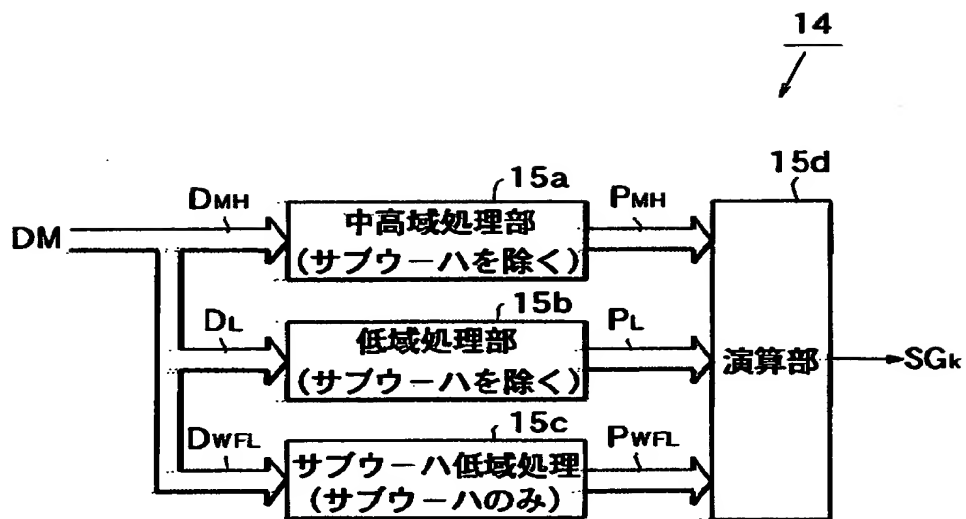 14
15d
15a
DMH
PMH
DM
中高域処理部
(サブウーハを除く)
15b
DL
PL
低域処理部
(サブウーハを除く)
演算部
SGk
15c
DWFL
PWFL
サブウーハ低域処理
(サブウーハのみ)